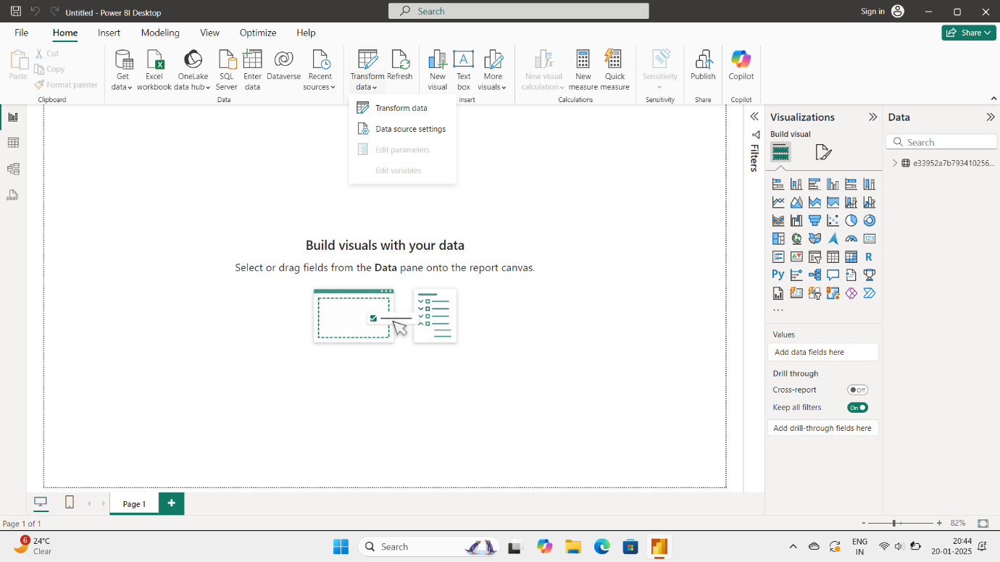 Untitled - Power BI Desktop
Search
Sign in
File
Home
Insert
Modeling
View
Optimize
Help
Share
Paste
Cut
Copy
Format painter
Clipboard
Get data
Excel workbook
OneLake data hub
SQL Server
Enter data
Dataverse
Recent sources
Data
Transform data
Refresh
New visual
Text box
More visuals
Insert
New visual calculation
New measure
Quick measure
Calculations
Sensitivity
Sensitivity
Publish
Share
Copilot
Copilot
Transform data
Data source settings
Edit parameters
Edit variables
Build visuals with your data
Select or drag fields from the Data pane onto the report canvas.
Filters
Visualizations
Build visual
123
R
Py
123
...
Values
Add data fields here
Drill through
Cross-report
Off
Keep all filters
On
Add drill-through fields here
Data
Search
e33952a7b793410256...
DAX
Page 1
+
Page 1 of 1
- + 82%
6
24°C
Clear
Search
ENG
IN
20:44
20-01-2025